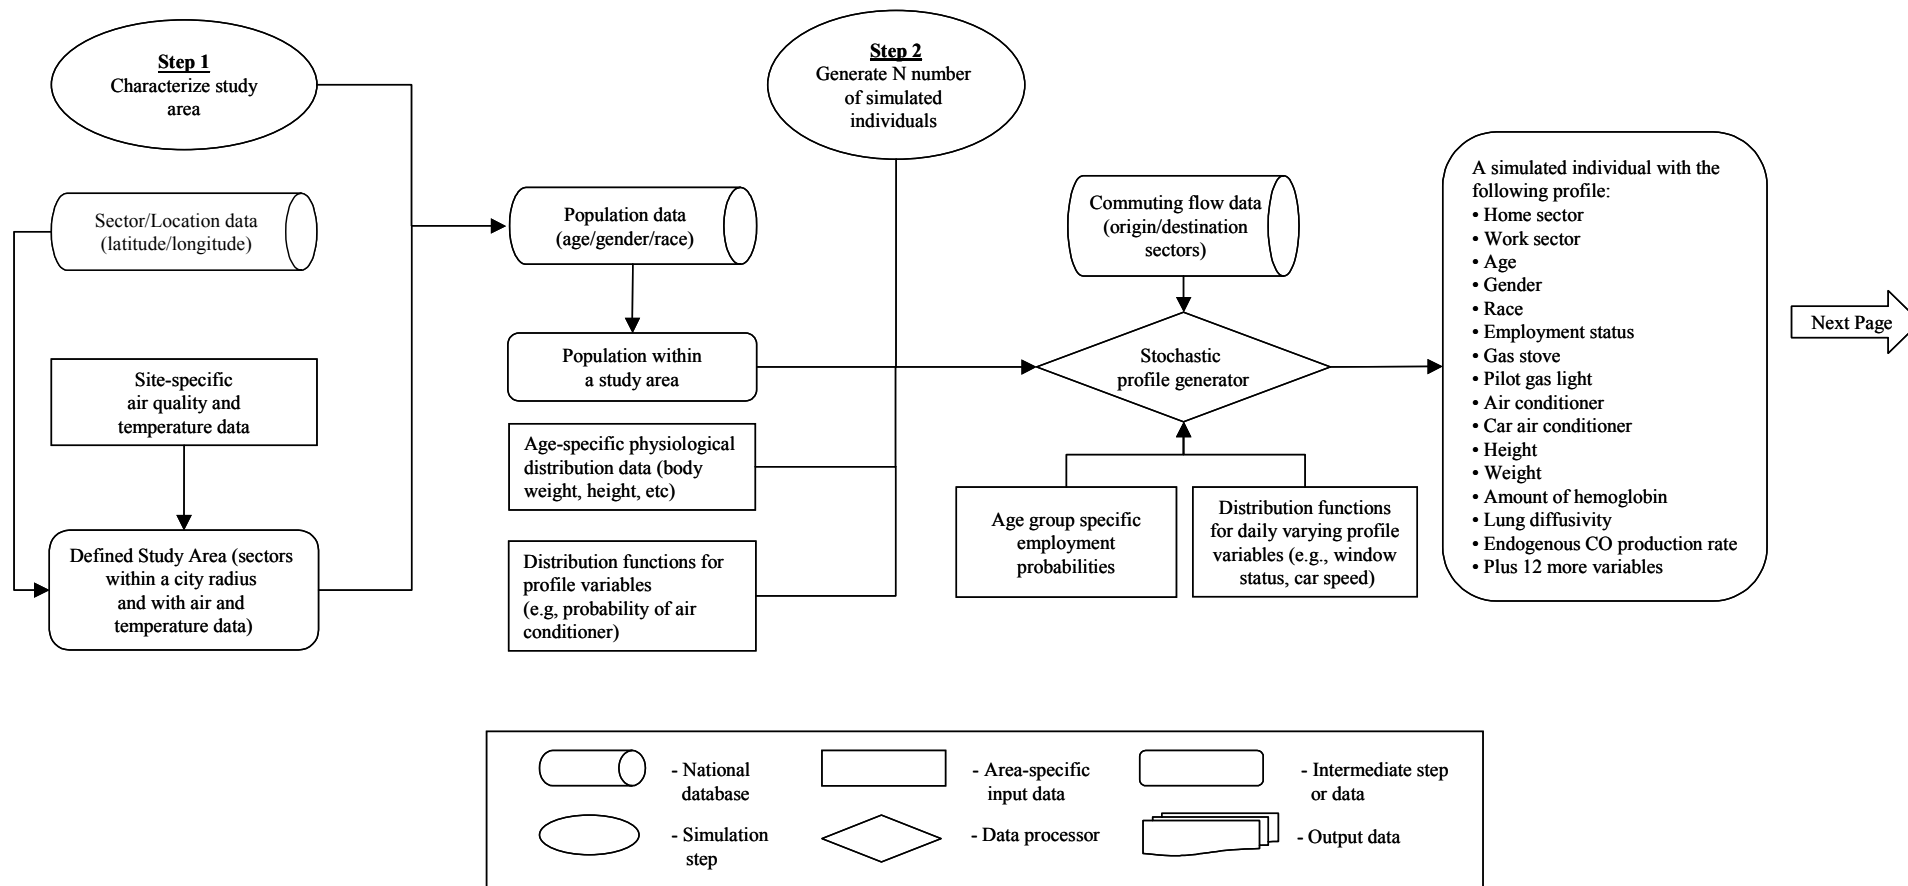 Step 1
Characterize study
area
Sector/Location data
(latitude/longitude)
Site-specific
air quality and
temperature data
Defined Study Area (sectors
within a city radius
and with air and
temperature data)
Population data
(age/gender/race)
Population within
a study area
Age-specific physiological
distribution data (body
weight, height, etc)
Distribution functions for
profile variables
(e.g, probability of air
conditioner)
Step 2
Generate N number
of simulated
individuals
Commuting flow data
(origin/destination
sectors)
Stochastic
profile generator
Age group specific
employment
probabilities
Distribution functions
for daily varying profile
variables (e.g., window
status, car speed)
A simulated individual with the
following profile:
• Home sector
• Work sector
• Age
• Gender
• Race
• Employment status
• Gas stove
• Pilot gas light
• Air conditioner
• Car air conditioner
• Height
• Weight
• Amount of hemoglobin
• Lung diffusivity
• Endogenous CO production rate
• Plus 12 more variables
Next Page
- National
database
- Area-specific
input data
- Intermediate step
or data
- Simulation
step
- Data processor
- Output data